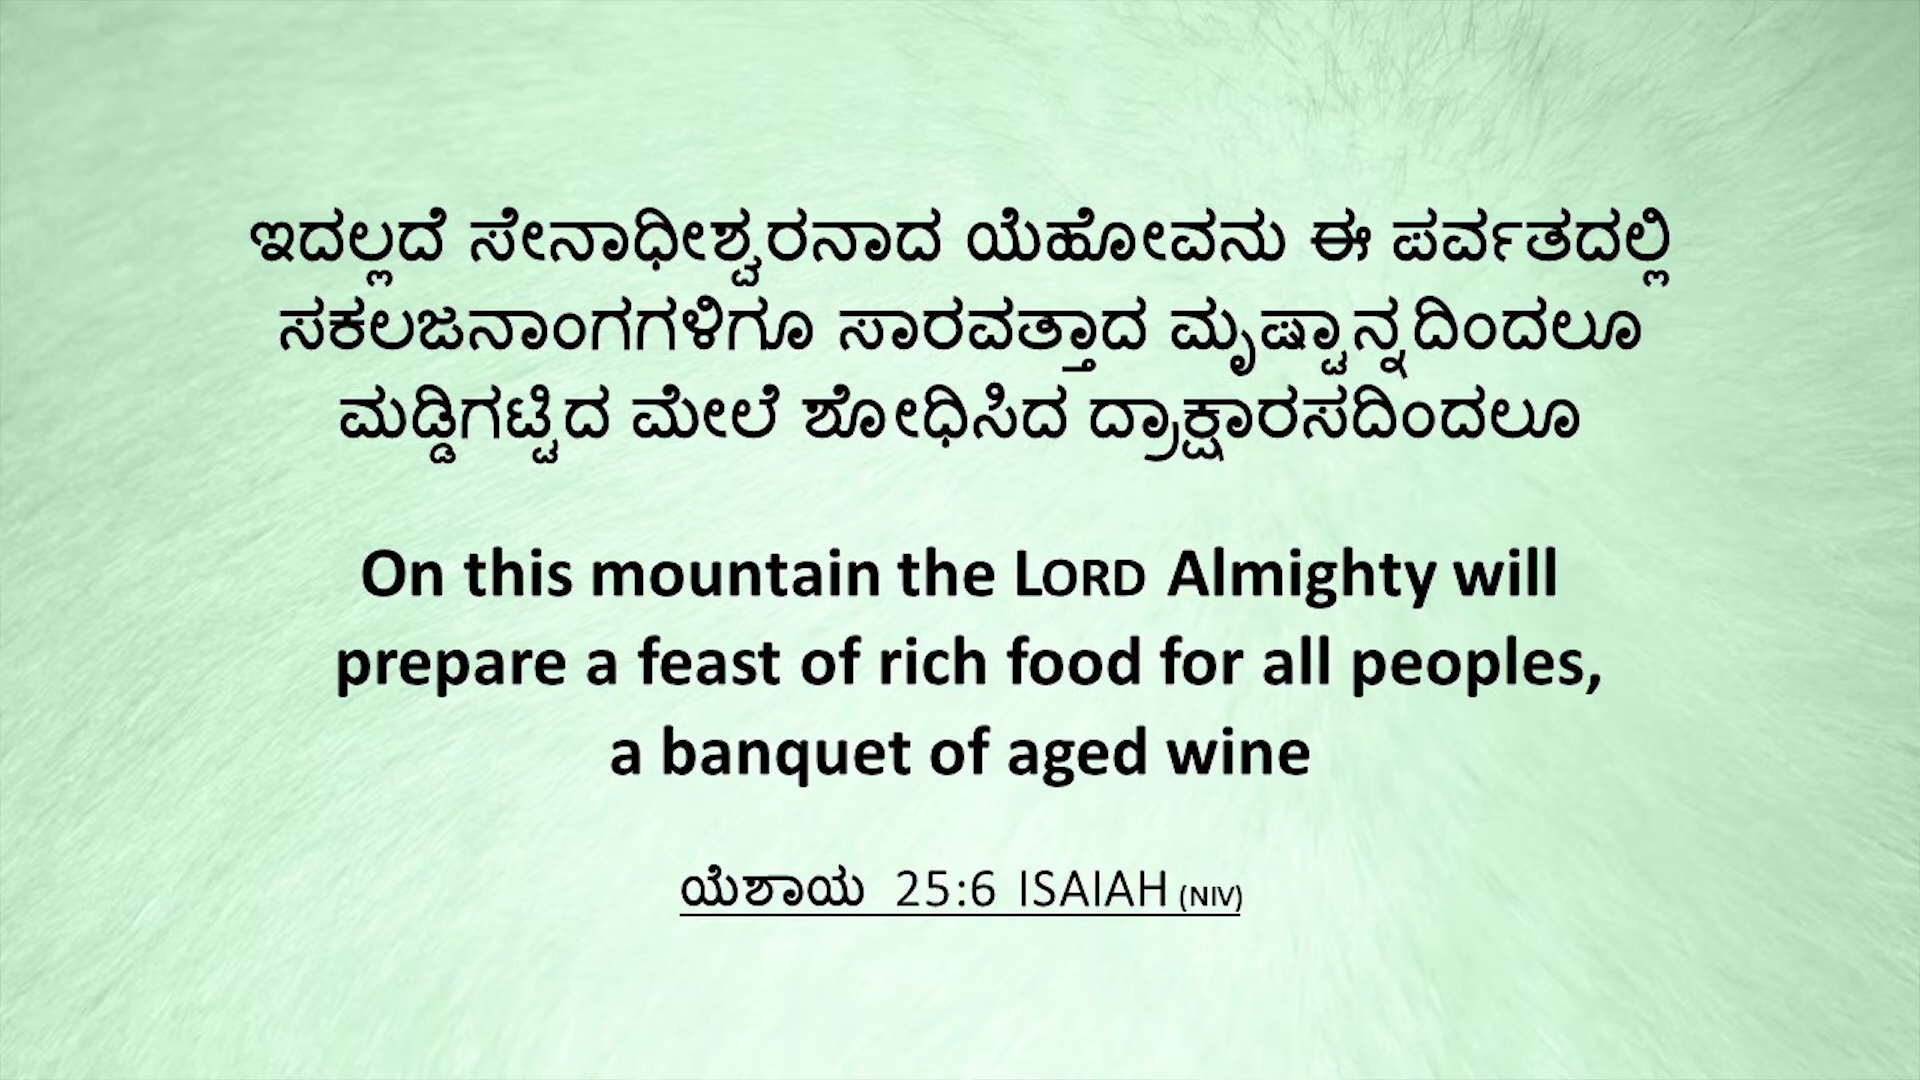 ಇದಲ್ಲದೆ ಸೇನಾಧೀಶ್ವರನಾದ ಯೆಹೋವನು ಈ ಪರ್ವತದಲ್ಲಿ
ಸಕಲಜನಾಂಗಗಳಿಗೂ ಸಾರವತ್ತಾದ ಮೃಷ್ಟಾನ್ನದಿಂದಲೂ
ಮಡ್ಡಿಗಟ್ಟಿದ ಮೇಲೆ ಶೋಧಿಸಿದ ದ್ರಾಕ್ಷಾರಸದಿಂದಲೂ
On this mountain the LORD Almighty will
prepare a feast of rich food for all peoples,
a banquet of aged wine
ಯೆಶಾಯ 25:6 ISAIAH (NIV)